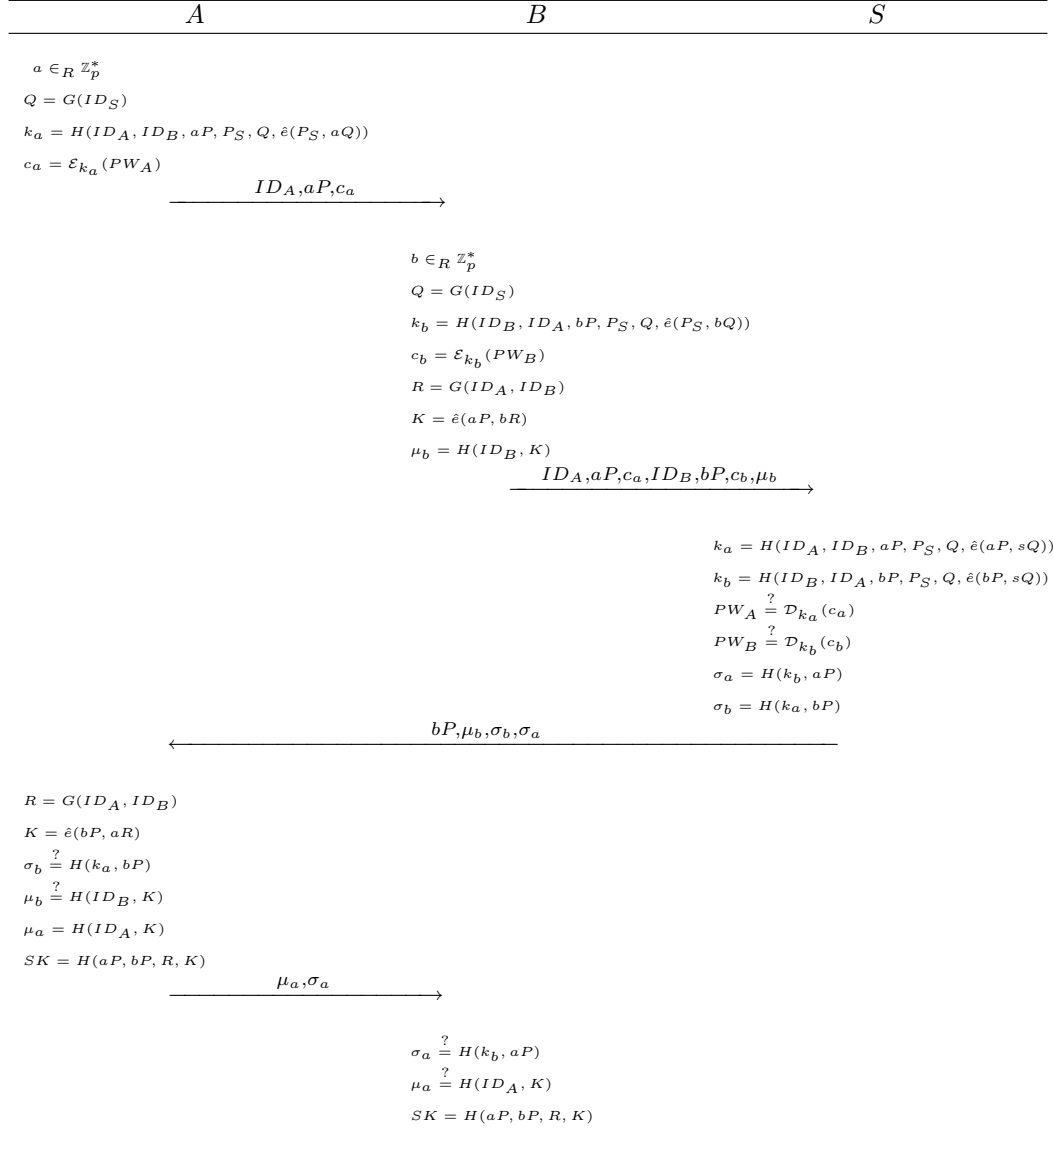 A B S
a ∈_R ℤ*_p
Q = G(ID_S)
k_a = H(ID_A, ID_B, aP, P_S, Q, ê(P_S, aQ))
c_a = ℰ_{k_a}(PW_A)
ID_A,aP,c_a
b ∈_R ℤ*_p
Q = G(ID_S)
k_b = H(ID_B, ID_A, bP, P_S, Q, ê(P_S, bQ))
c_b = ℰ_{k_b}(PW_B)
R = G(ID_A, ID_B)
K = ê(aP, bR)
μ_b = H(ID_B, K)
ID_A,aP,c_a,ID_B,bP,c_b,μ_b
k_a = H(ID_A, ID_B, aP, P_S, Q, ê(aP, sQ))
k_b = H(ID_B, ID_A, bP, P_S, Q, ê(bP, sQ))
PW_A ≟ 𝒟_{k_a}(c_a)
PW_B ≟ 𝒟_{k_b}(c_b)
σ_a = H(k_b, aP)
σ_b = H(k_a, bP)
bP,μ_b,σ_b,σ_a
R = G(ID_A, ID_B)
K = ê(bP, aR)
σ_b ≟ H(k_a, bP)
μ_b ≟ H(ID_B, K)
μ_a = H(ID_A, K)
SK = H(aP, bP, R, K)
μ_a,σ_a
σ_a ≟ H(k_b, aP)
μ_a ≟ H(ID_A, K)
SK = H(aP, bP, R, K)